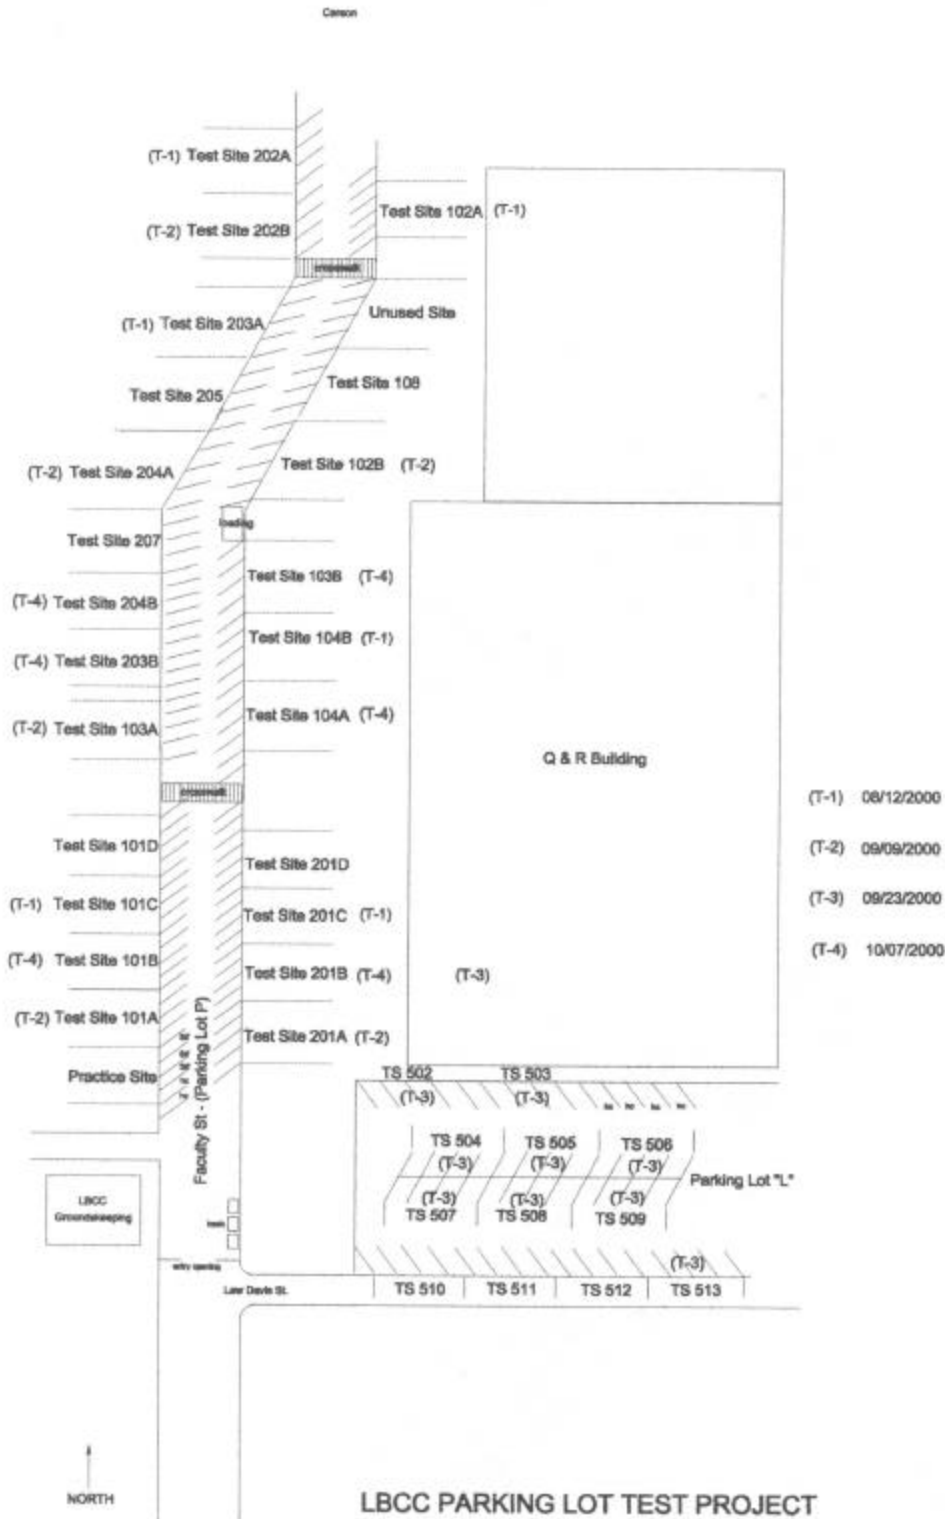 Carson
(T-1) Test Site 202A
Test Site 102A (T-1)
(T-2) Test Site 202B
crosswalk
Unused Site
(T-1) Test Site 203A
Test Site 108
Test Site 205
Test Site 102B (T-2)
(T-2) Test Site 204A
loading
Test Site 207
Test Site 103B (T-4)
(T-4) Test Site 204B
Test Site 104B (T-1)
(T-4) Test Site 203B
Test Site 104A (T-4)
(T-2) Test Site 103A
Q & R Building
crosswalk
(T-1) 08/12/2000
(T-2) 09/09/2000
(T-3) 09/23/2000
(T-4) 10/07/2000
Test Site 101D
Test Site 201D
(T-1) Test Site 101C
Test Site 201C (T-1)
(T-4) Test Site 101B
Test Site 201B (T-4)
(T-3)
(T-2) Test Site 101A
Test Site 201A (T-2)
Practice Site
Faculty St - (Parking Lot P)
TS 502 TS 503
(T-3) (T-3)
TS 504 TS 505 TS 506
(T-3) (T-3) (T-3)
Parking Lot "L"
(T-3) (T-3) (T-3)
TS 507 TS 508 TS 509
LBCC
Groundskeeping
entry opening
(T-3)
Law Davis St.
TS 510 TS 511 TS 512 TS 513
NORTH
LBCC PARKING LOT TEST PROJECT